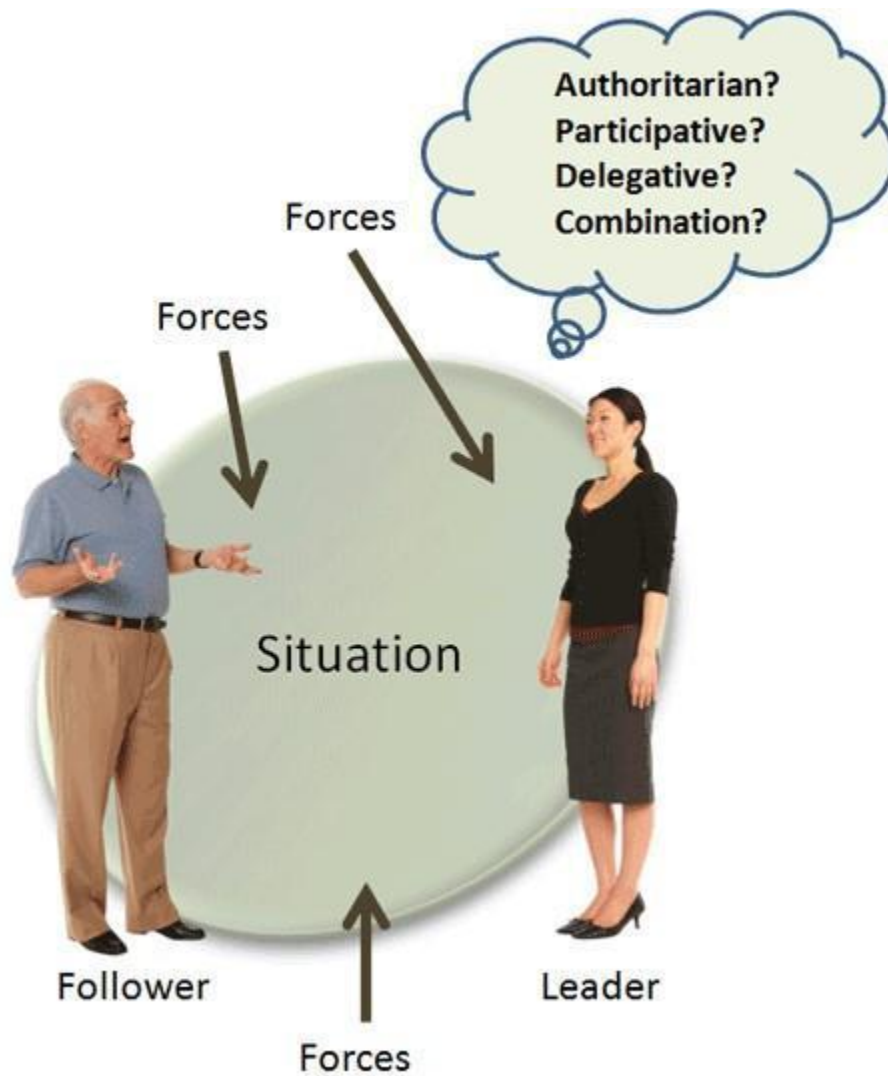 Authoritarian?
Participative?
Delegative?
Combination?
Forces
Forces
Situation
Follower
Leader
Forces